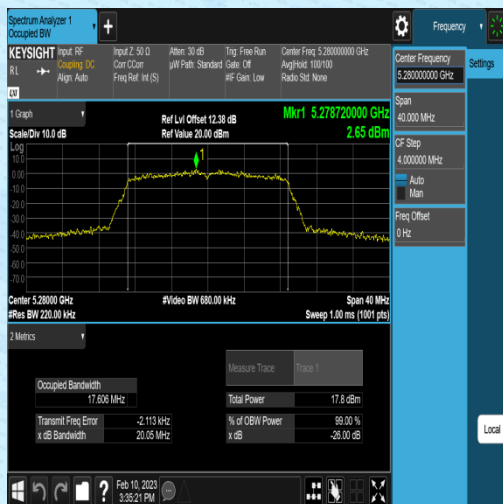 Spectrum Analyzer 1
Occupied BW
Frequency
KEYSIGHT
RL
LXI
Input: RF
Coupling: DC
Align: Auto
Input Z: 50 Ω
Corr CCorr
Freq Ref: Int (S)
Atten: 30 dB
µW Path: Standard
Trig: Free Run
Gate: Off
#IF Gain: Low
Center Freq: 5.280000000 GHz
Avg|Hold: 100/100
Radio Std: None
Center Frequency
5.280000000 GHz
Settings
Span
40.000 MHz
CF Step
4.000000 MHz
Auto
Man
Freq Offset
0 Hz
Local
1 Graph
Scale/Div 10.0 dB
Ref Lvl Offset 12.38 dB
Ref Value 20.00 dBm
Mkr1 5.278720000 GHz
2.65 dBm
Log
10.0
0.00
-10.0
-20.0
-30.0
-40.0
-50.0
-60.0
-70.0
1
Center 5.28000 GHz
#Res BW 220.00 kHz
#Video BW 680.00 kHz
Span 40 MHz
Sweep 1.00 ms (1001 pts)
2 Metrics
Measure Trace
Trace 1
Occupied Bandwidth
17.606 MHz
Total Power
17.8 dBm
Transmit Freq Error
-2.113 kHz
% of OBW Power
99.00 %
x dB Bandwidth
20.05 MHz
x dB
-26.00 dB
?
Feb 10, 2023
3:35:21 PM